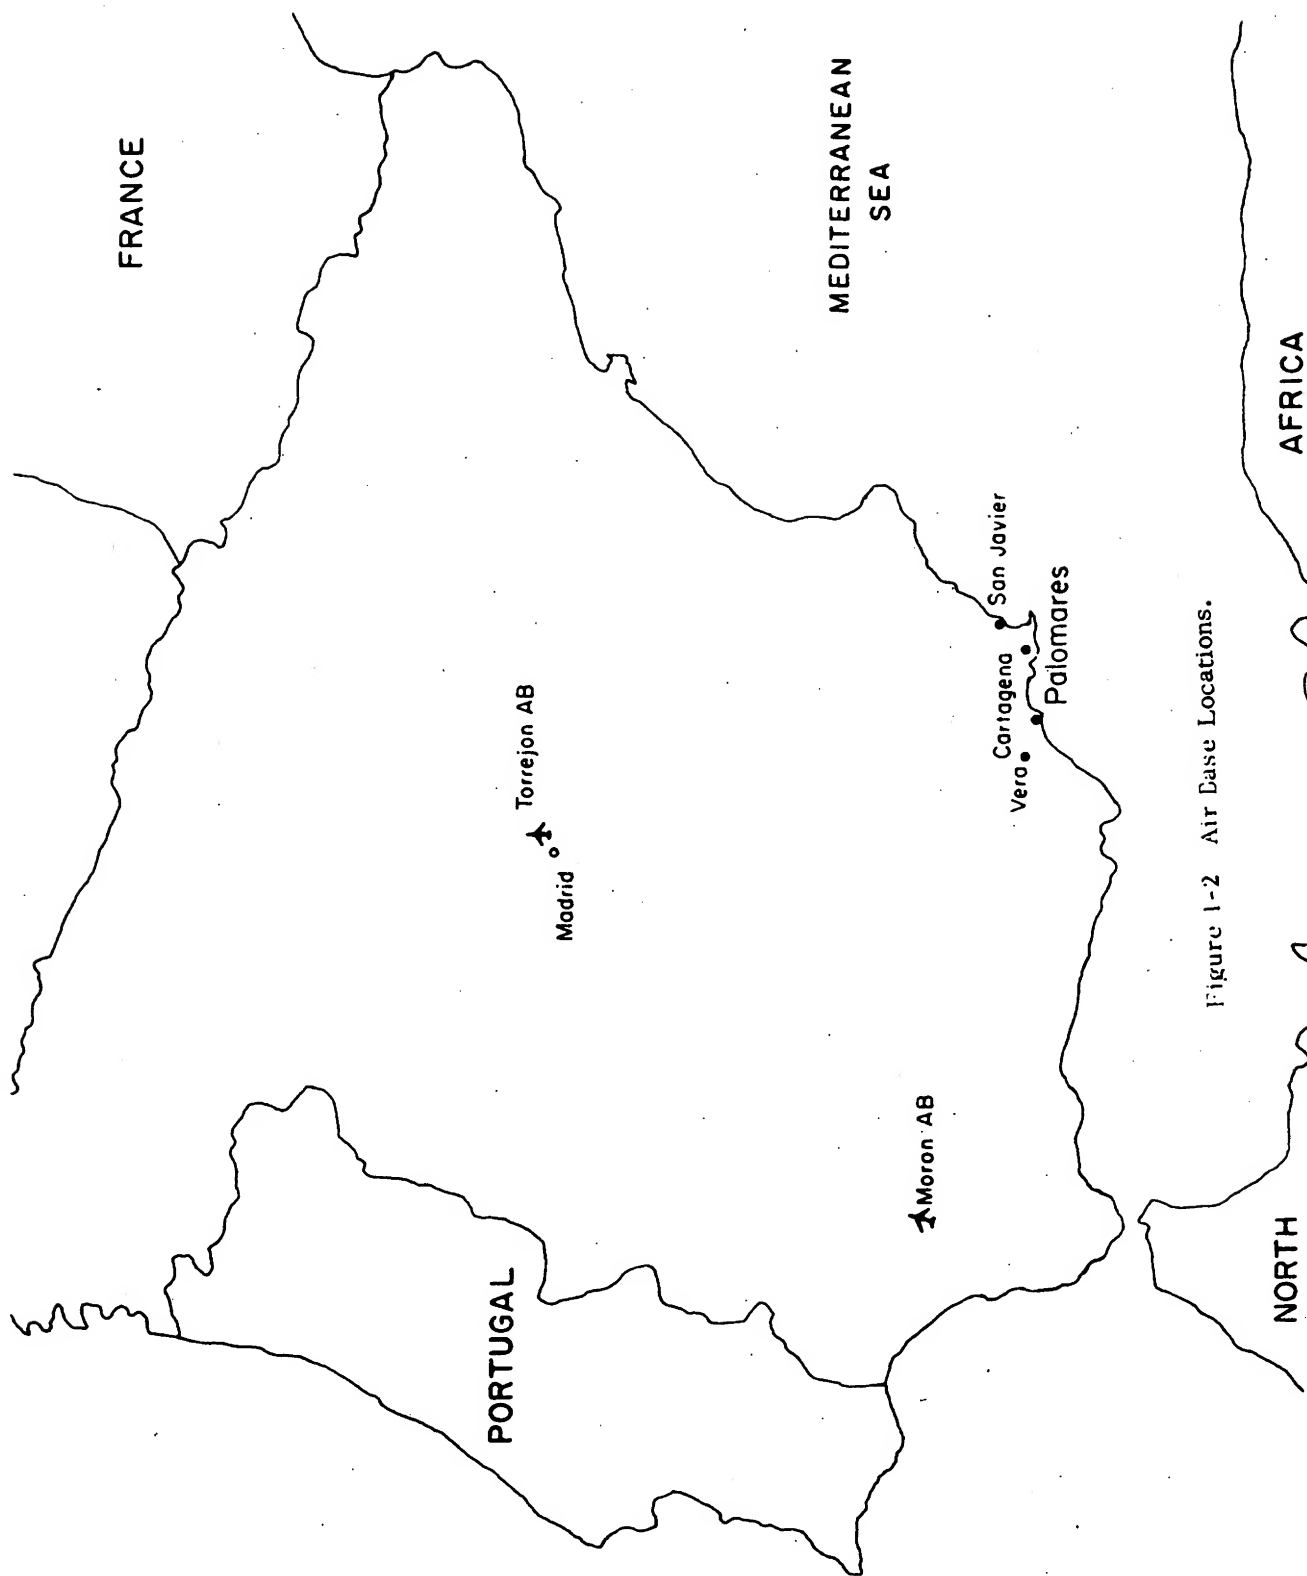 FRANCE
MEDITERRANEAN
SEA
Torrejon AB
Madrid
San Javier
Cartagena
Palomares
Vera
Moron AB
PORTUGAL
NORTH
AFRICA
Figure 1-2 Air Base Locations.